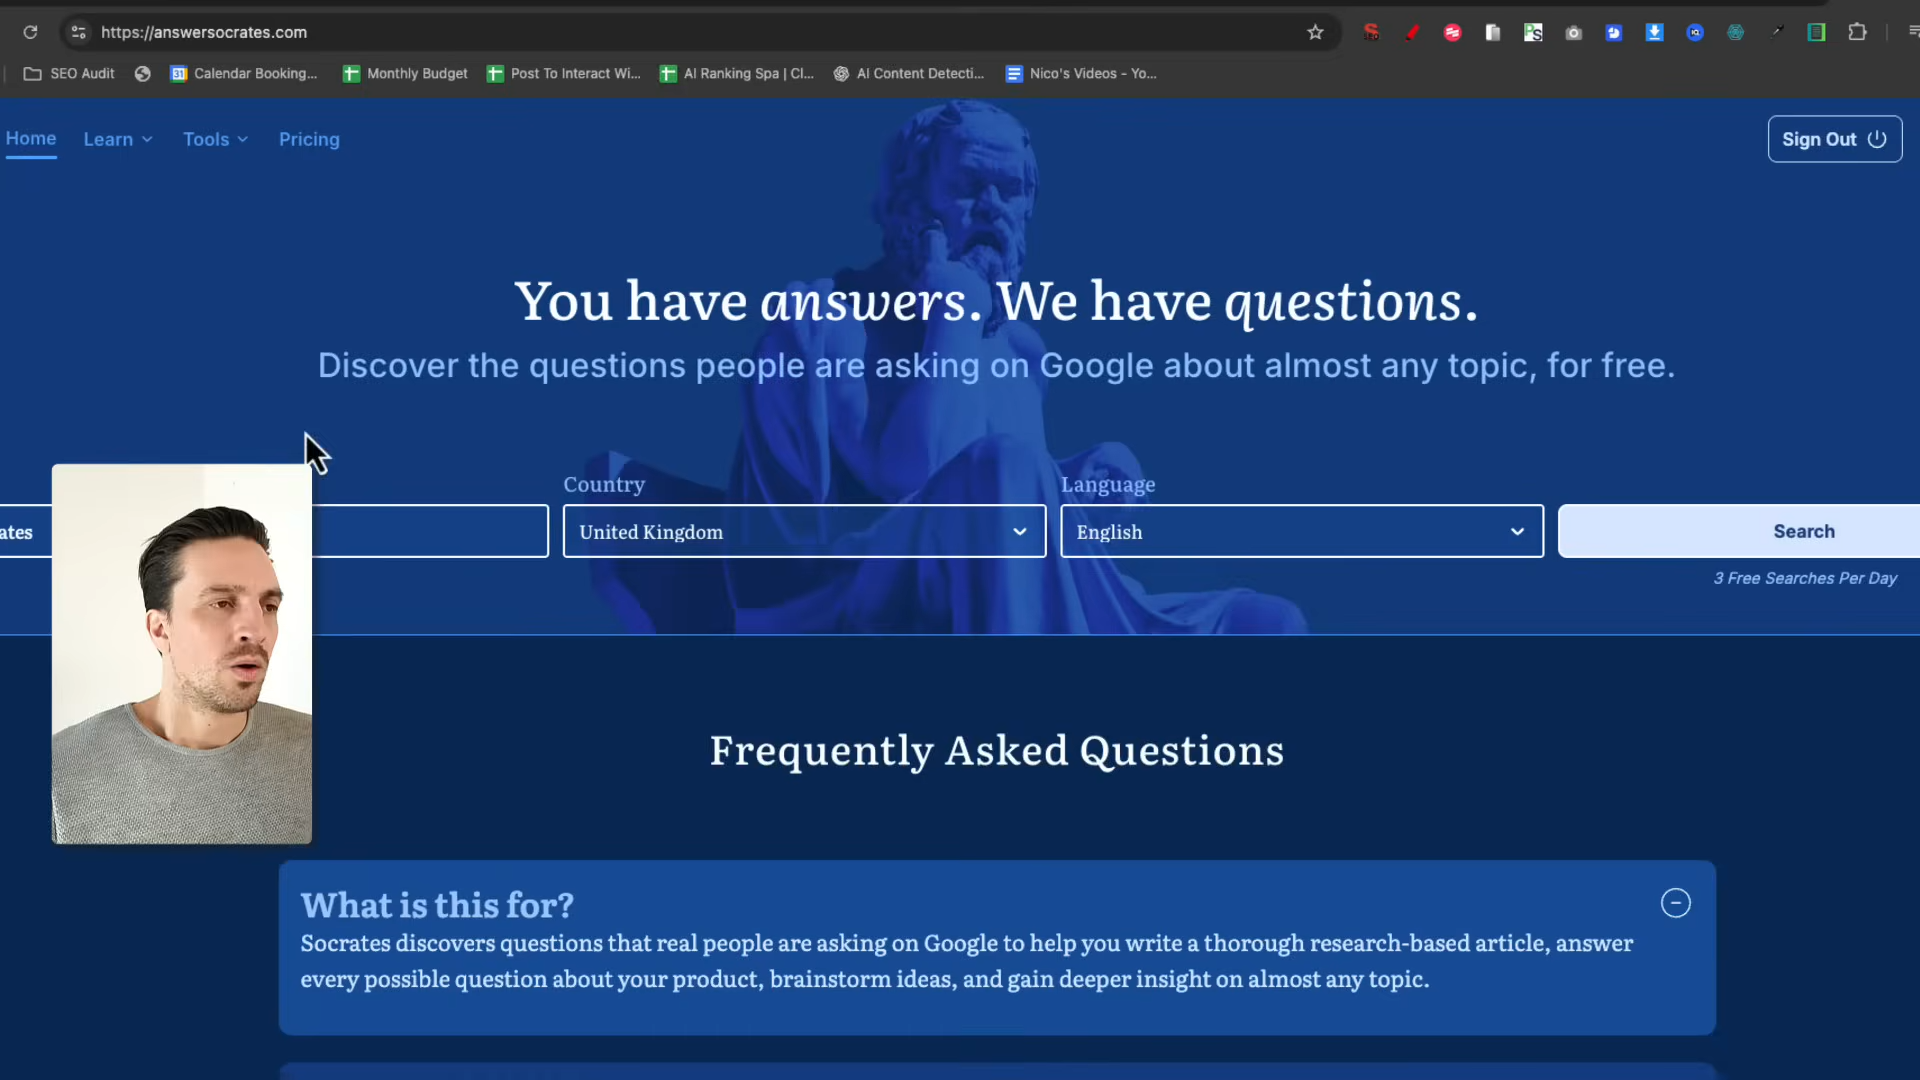 https://answersocrates.com
SEO Audit
Calendar Booking...
Monthly Budget
Post To Interact Wi...
AI Ranking Spa | Cl...
AI Content Detecti...
Nico's Videos - Yo...
Home
Learn
Tools
Pricing
Sign Out
You have answers. We have questions.
Discover the questions people are asking on Google about almost any topic, for free.
Country
Language
ates
United Kingdom
English
Search
3 Free Searches Per Day
Frequently Asked Questions
What is this for?
Socrates discovers questions that real people are asking on Google to help you write a thorough research-based article, answer
every possible question about your product, brainstorm ideas, and gain deeper insight on almost any topic.